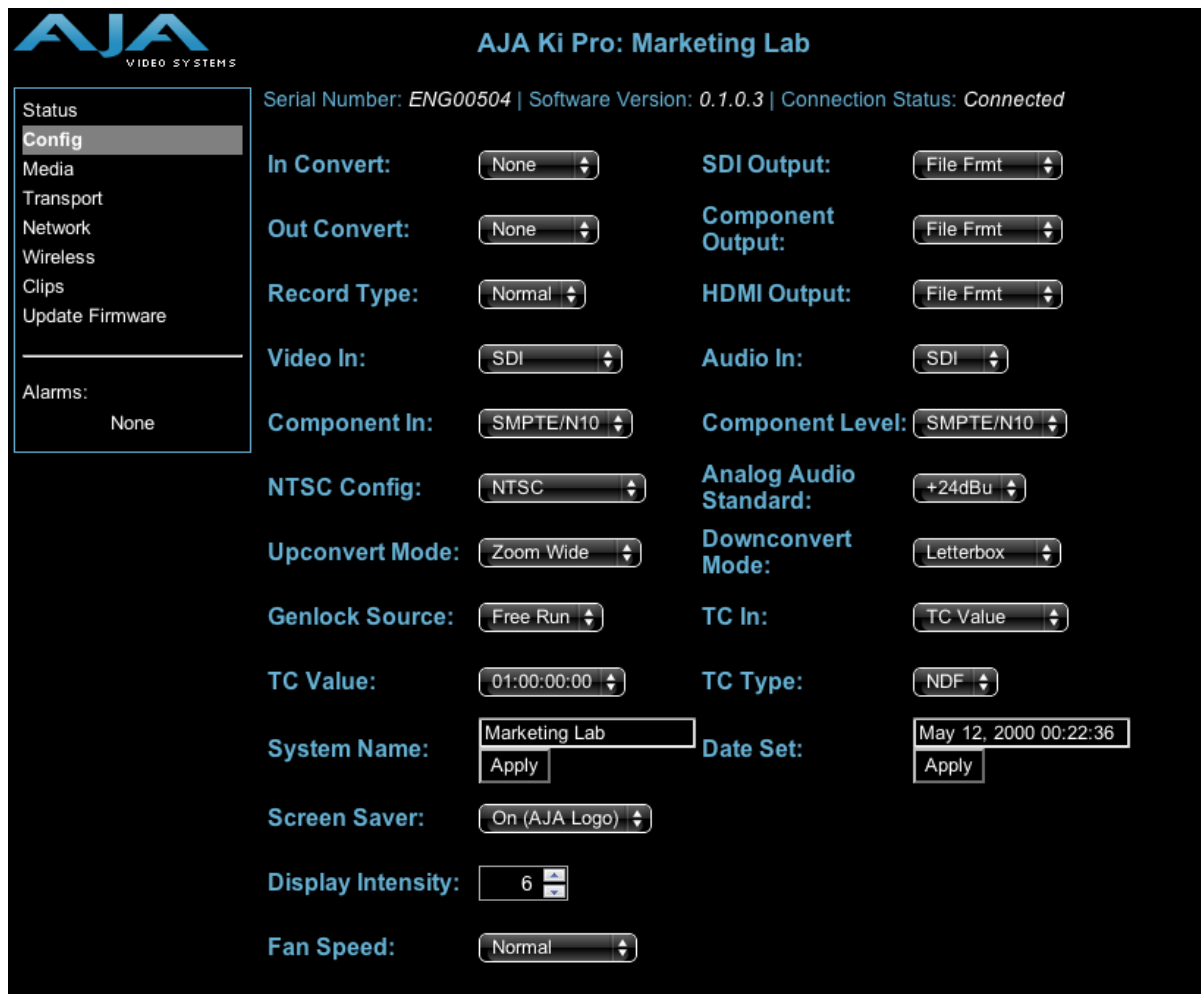 AJA
VIDEO SYSTEMS
AJA Ki Pro: Marketing Lab
Status
Config
Media
Transport
Network
Wireless
Clips
Update Firmware
Alarms:
None
Serial Number: ENG00504 | Software Version: 0.1.0.3 | Connection Status: Connected
In Convert: None SDI Output: File Frmt
Out Convert: None Component Output: File Frmt
Record Type: Normal HDMI Output: File Frmt
Video In: SDI Audio In: SDI
Component In: SMPTE/N10 Component Level: SMPTE/N10
NTSC Config: NTSC Analog Audio Standard: +24dBu
Upconvert Mode: Zoom Wide Downconvert Mode: Letterbox
Genlock Source: Free Run TC In: TC Value
TC Value: 01:00:00:00 TC Type: NDF
System Name: Marketing Lab Apply Date Set: May 12, 2000 00:22:36 Apply
Screen Saver: On (AJA Logo)
Display Intensity: 6
Fan Speed: Normal